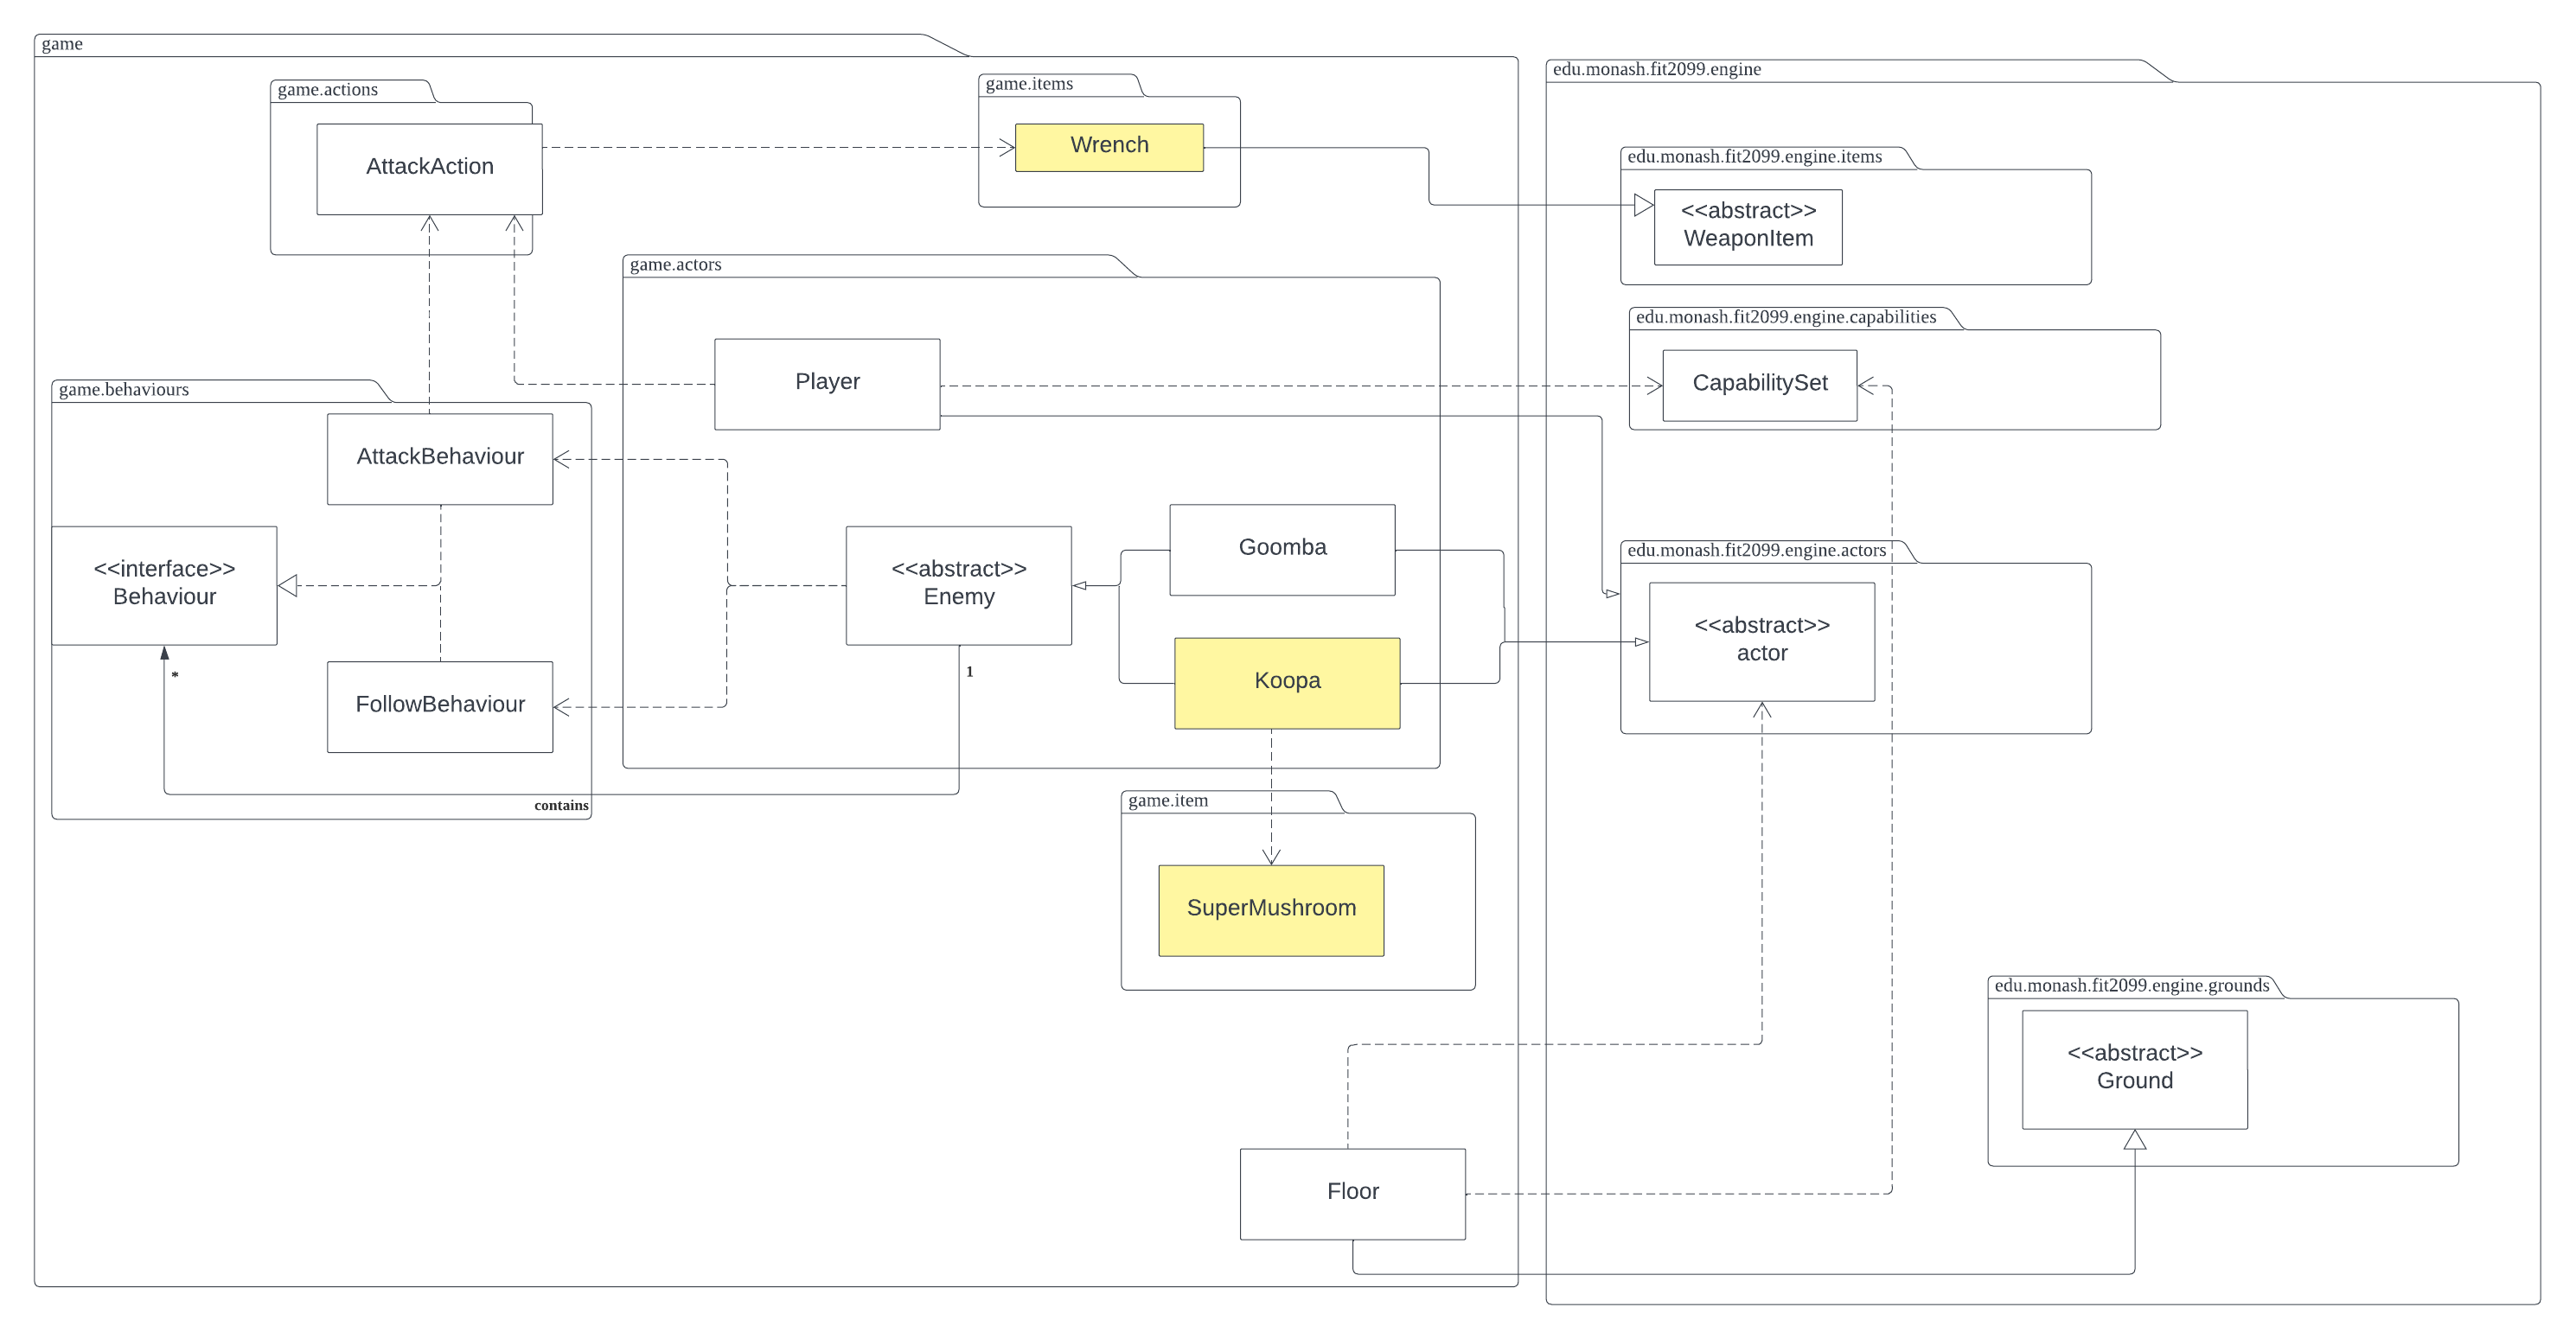 game
edu.monash.fit2099.engine
game.actions
AttackAction
game.items
Wrench
edu.monash.fit2099.engine.items
<<abstract>>
WeaponItem
game.actors
Player
edu.monash.fit2099.engine.capabilities
CapabilitySet
game.behaviours
AttackBehaviour
<<interface>>
Behaviour
*
FollowBehaviour
contains
<<abstract>>
Enemy
1
Goomba
Koopa
edu.monash.fit2099.engine.actors
<<abstract>>
actor
game.item
SuperMushroom
edu.monash.fit2099.engine.grounds
<<abstract>>
Ground
Floor